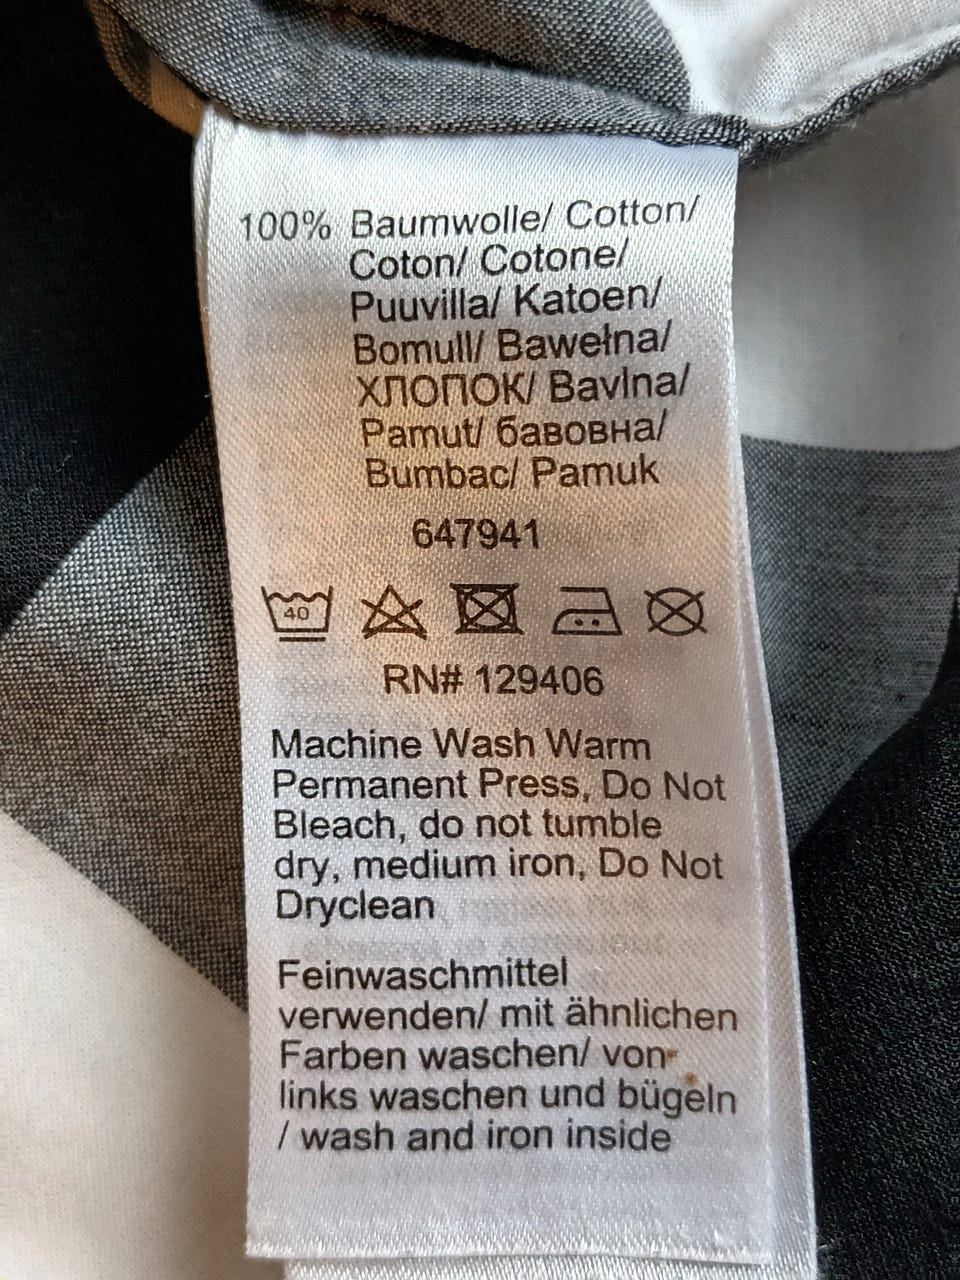 100% Baumwolle/ Cotton/
Coton/ Cotone/
Puuvilla/ Katoen/
Bomull/ Bawełna/
ХЛОПОК/ Bavlna/
Pamut/ бавовна/
Bumbac/ Pamuk
647941
40
RN# 129406
Machine Wash Warm
Permanent Press, Do Not
Bleach, do not tumble
dry, medium iron, Do Not
Dryclean
Feinwaschmittel
verwenden/ mit ähnlichen
Farben waschen/ von
links waschen und bügeln
/ wash and iron inside